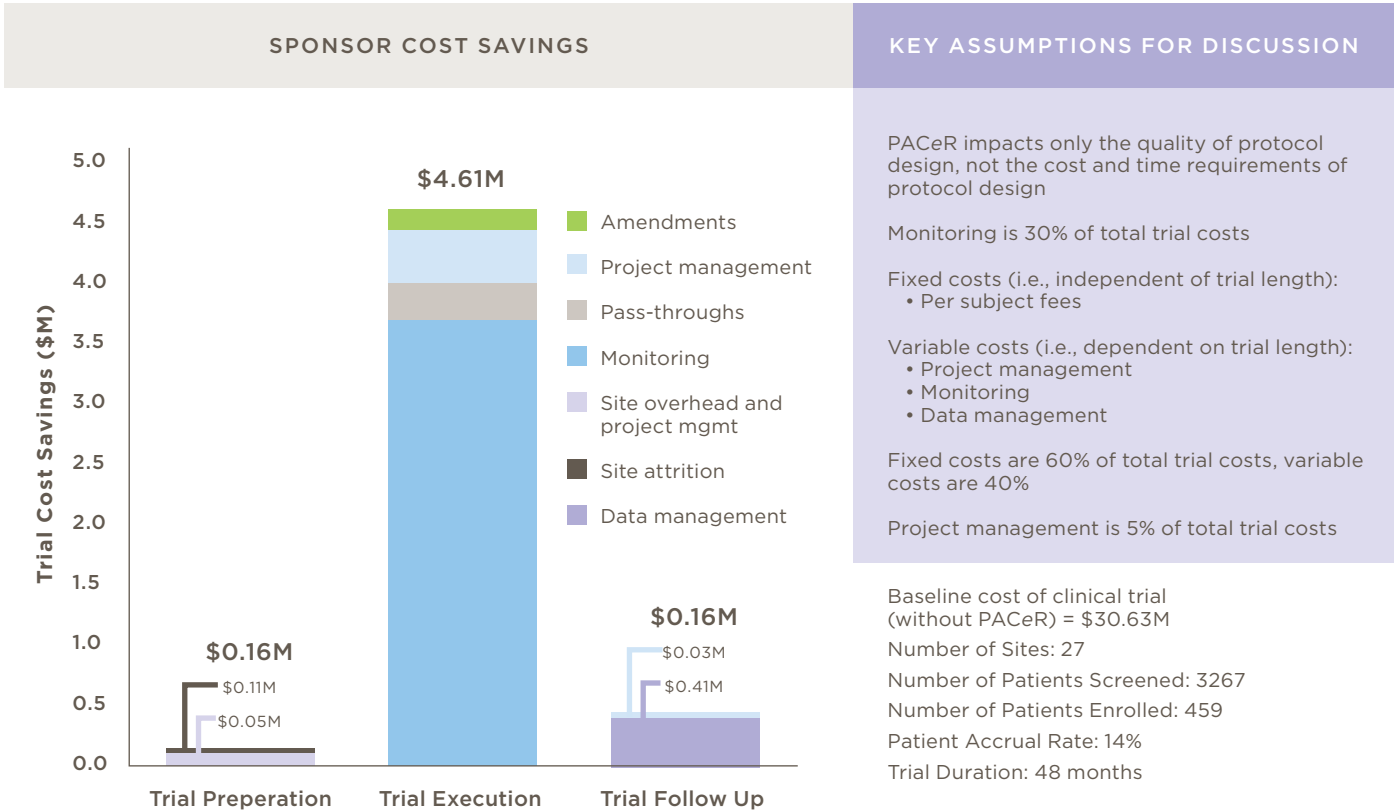 SPONSOR COST SAVINGS
KEY ASSUMPTIONS FOR DISCUSSION
Trial Cost Savings ($M)
5.0
4.5
4.0
3.5
3.0
2.5
2.0
1.5
1.0
0.5
0.0
$0.16M
$0.11M
$0.05M
$4.61M
$0.16M
$0.03M
$0.41M
Trial Preperation
Trial Execution
Trial Follow Up
Amendments
Project management
Pass-throughs
Monitoring
Site overhead and
project mgmt
Site attrition
Data management
PACeR impacts only the quality of protocol
design, not the cost and time requirements of
protocol design
Monitoring is 30% of total trial costs
Fixed costs (i.e., independent of trial length):
• Per subject fees
Variable costs (i.e., dependent on trial length):
• Project management
• Monitoring
• Data management
Fixed costs are 60% of total trial costs, variable
costs are 40%
Project management is 5% of total trial costs
Baseline cost of clinical trial
(without PACeR) = $30.63M
Number of Sites: 27
Number of Patients Screened: 3267
Number of Patients Enrolled: 459
Patient Accrual Rate: 14%
Trial Duration: 48 months